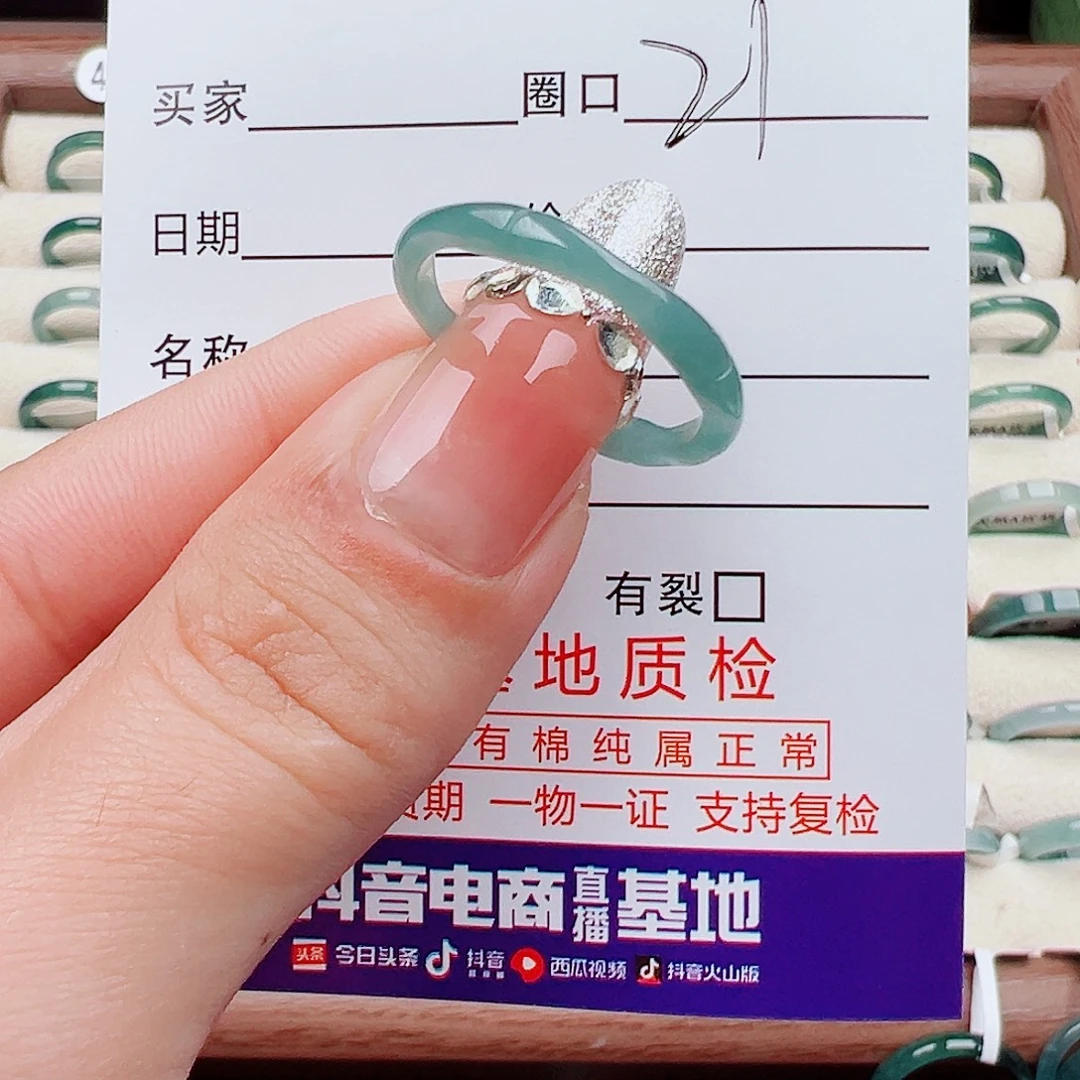 买家 圈口 21
日期
名称
有裂
地质检
有棉纯属正常
期 一物一证 支持复检
抖音电商直播基地
头条 今日头条 抖音 西瓜视频 抖音火山版